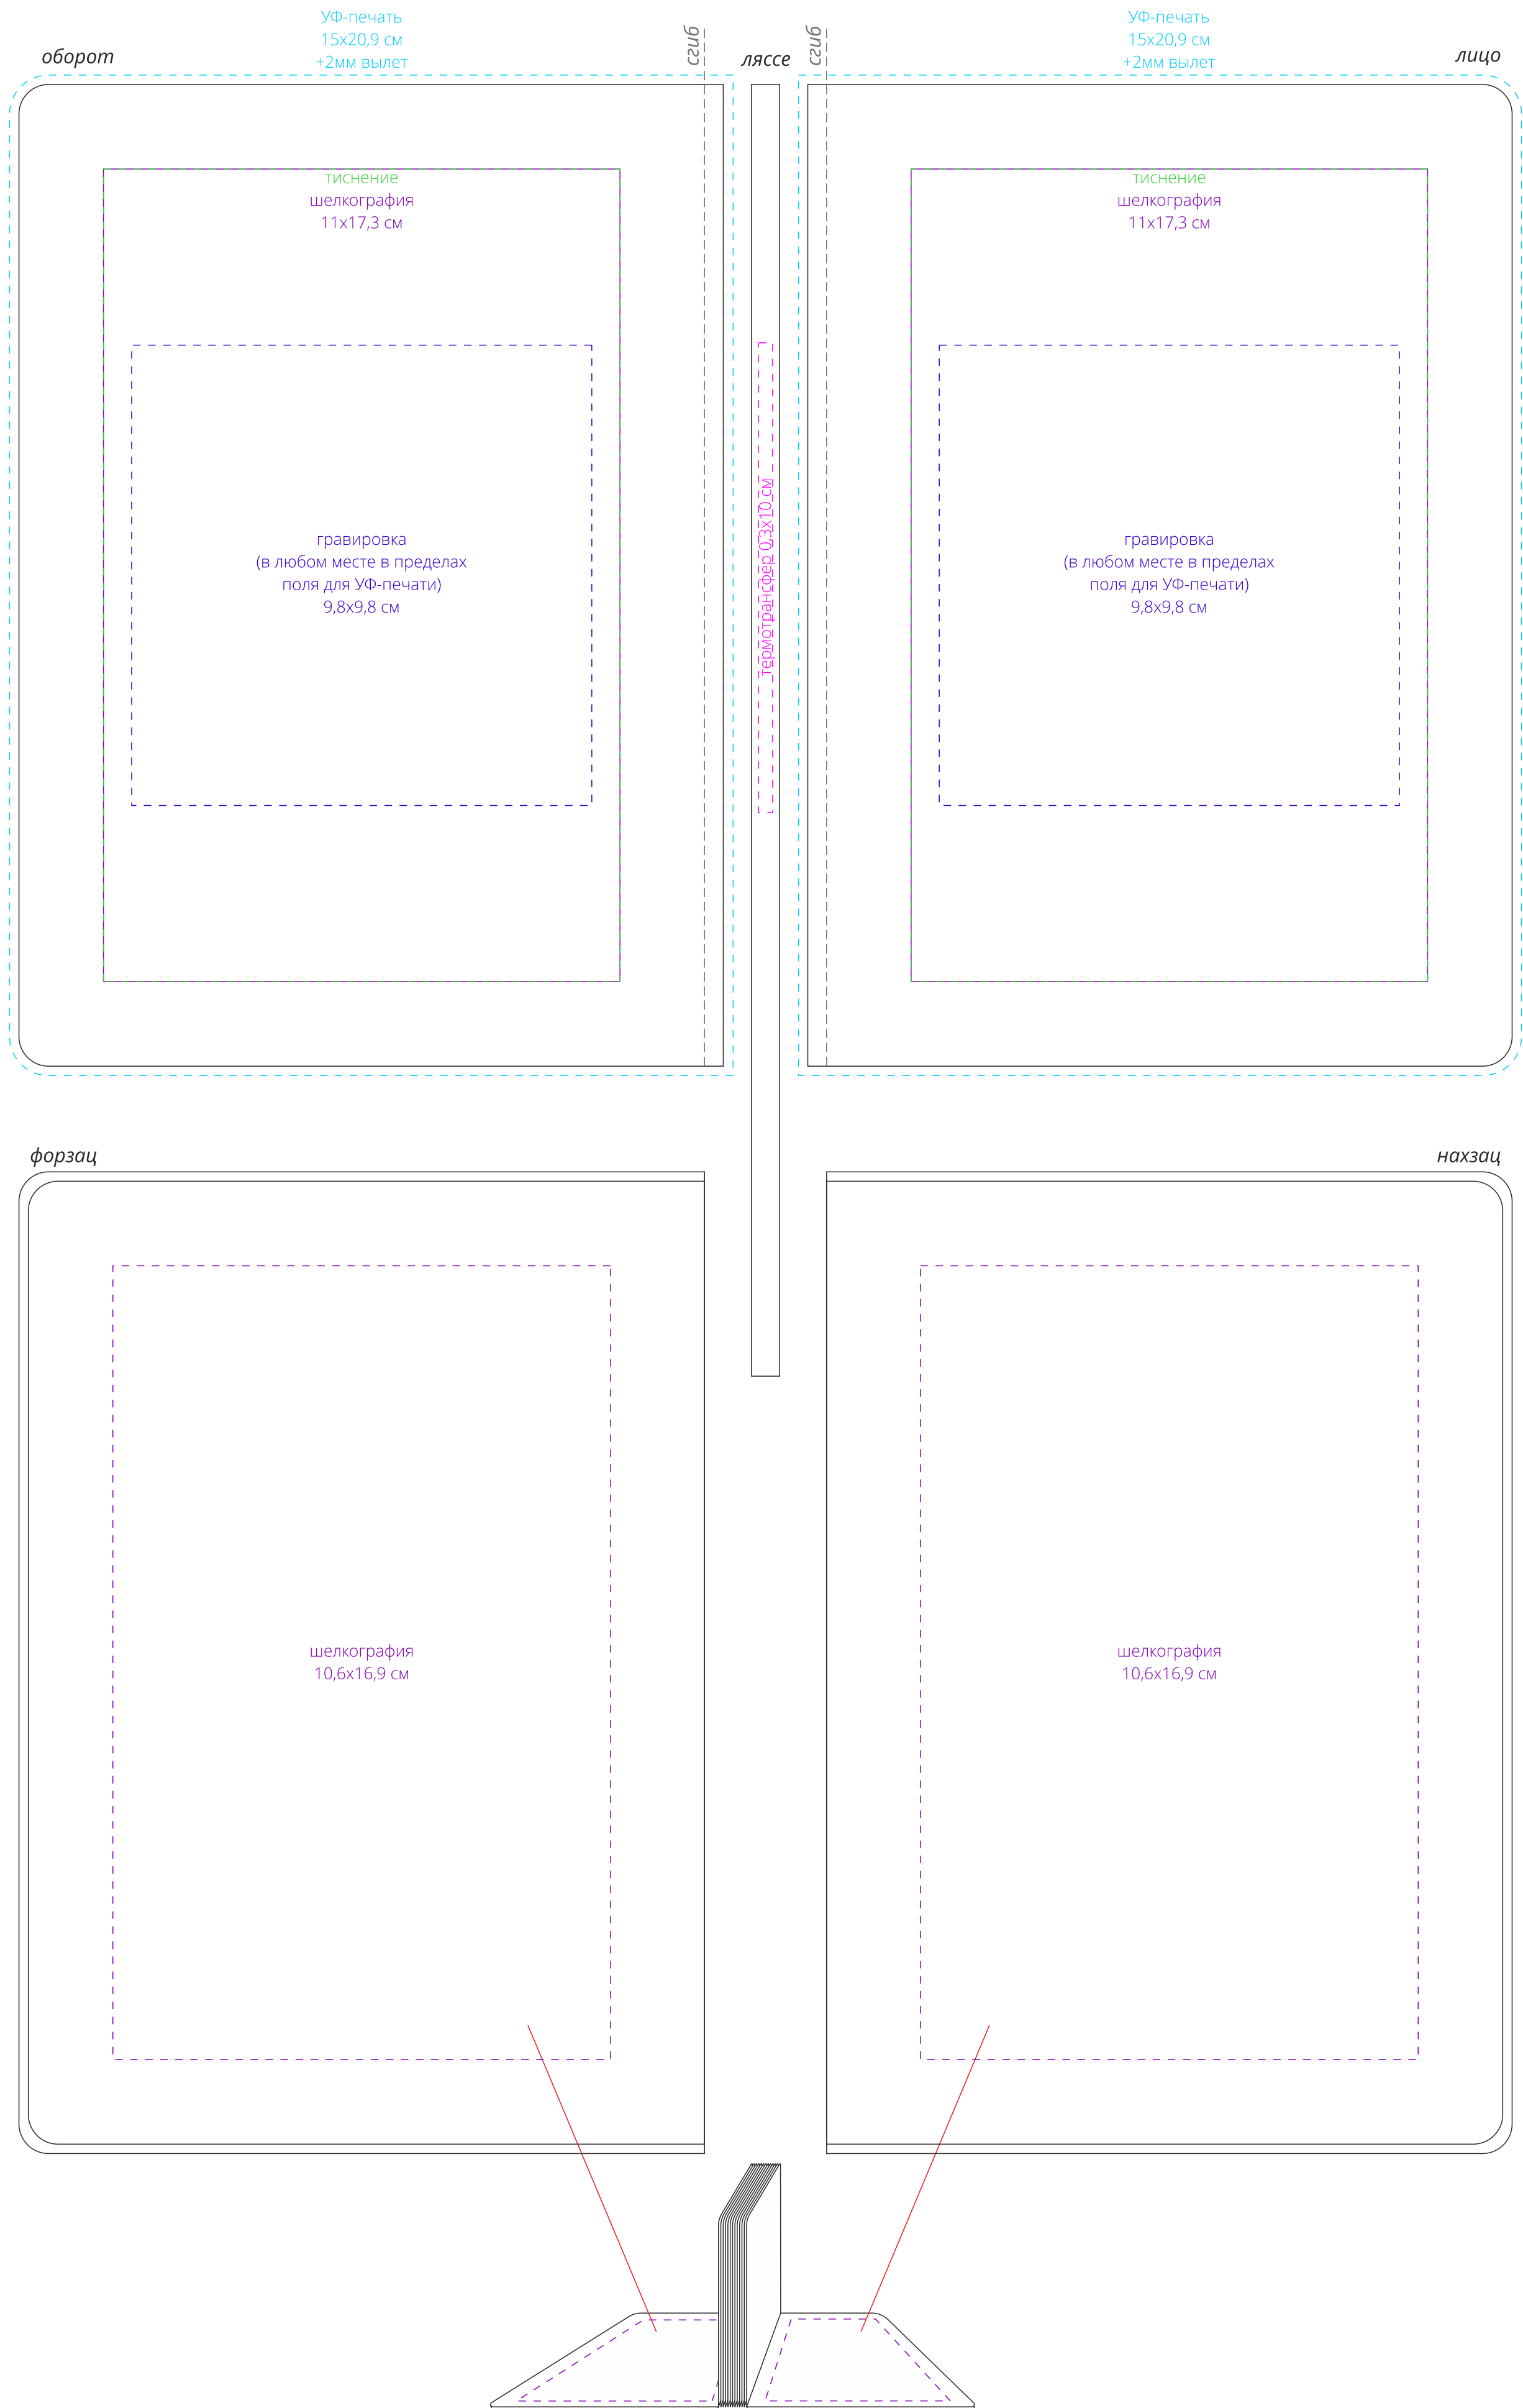 УФ-печать
15х20,9 см
+2мм вылет
оборот
сгиб
ляссе
сгиб
УФ-печать
15х20,9 см
+2мм вылет
лицо
тиснение
шелкография
11х17,3 см
тиснение
шелкография
11х17,3 см
гравировка
(в любом месте в пределах
поля для УФ-печати)
9,8х9,8 см
термотрансфер 0,3х10 см
гравировка
(в любом месте в пределах
поля для УФ-печати)
9,8х9,8 см
форзац
нахзац
шелкография
10,6х16,9 см
шелкография
10,6х16,9 см